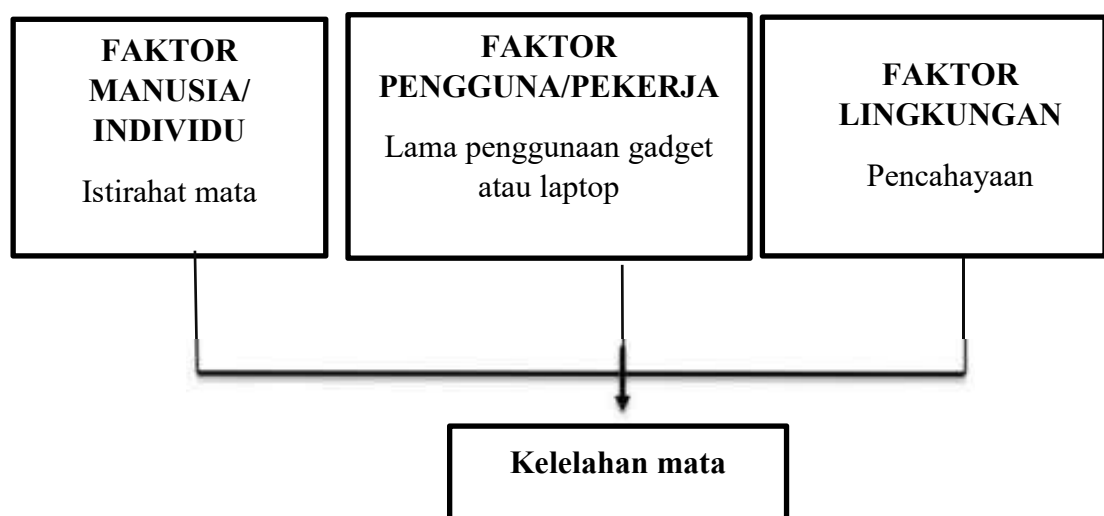 FAKTOR
MANUSIA/
INDIVIDU
Istirahat mata
FAKTOR
PENGGUNA/PEKERJA
Lama penggunaan gadget
atau laptop
FAKTOR
LINGKUNGAN
Pencahayaan
Kelelahan mata